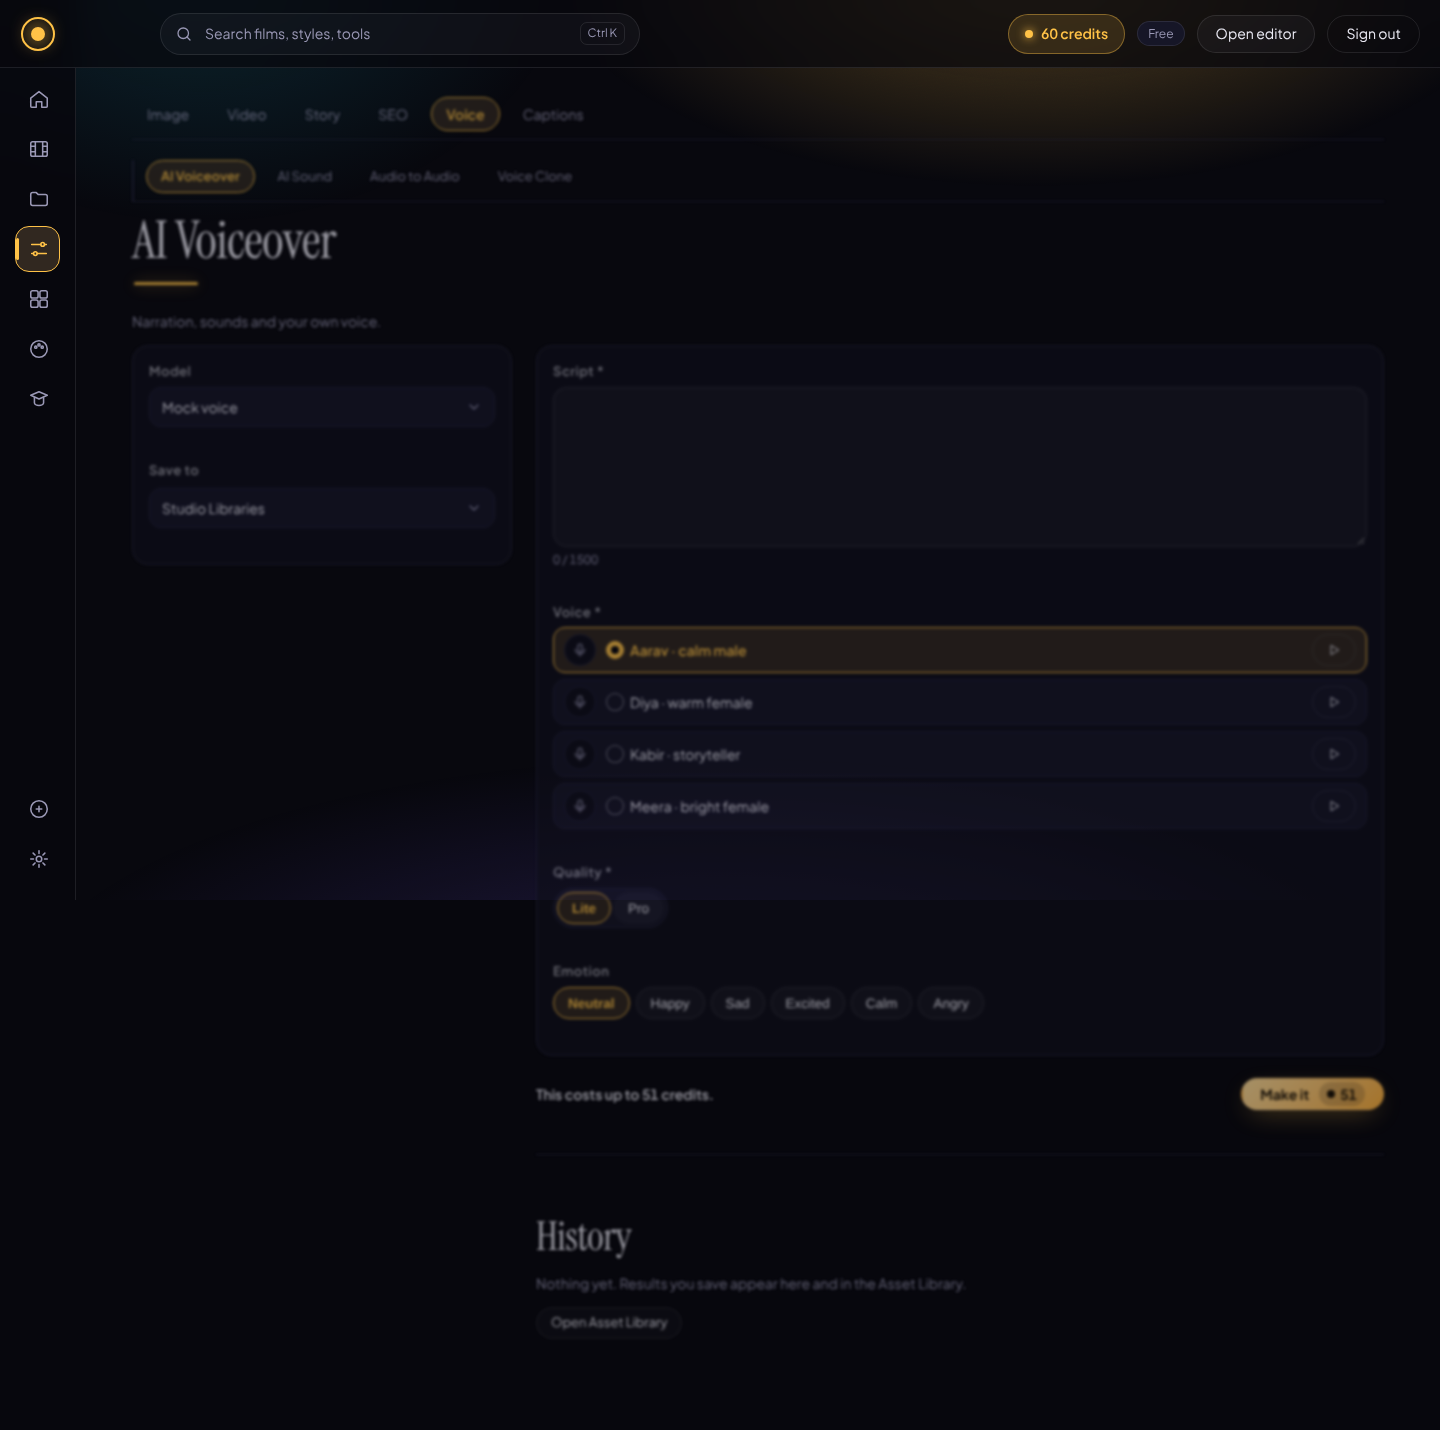 Search films, styles, tools
Ctrl K
60 credits
Free
Open editor
Sign out
Image
Video
Story
SEO
Voice
Captions
AI Voiceover
AI Sound
Audio to Audio
Voice Clone
AI Voiceover
Narration, sounds and your own voice.
Model
Mock voice
Save to
Studio Libraries
Script *
0 / 1500
Voice *
Aarav · calm male
Diya · warm female
Kabir · storyteller
Meera · bright female
Quality *
Lite
Pro
Emotion
Neutral
Happy
Sad
Excited
Calm
Angry
This costs up to 51 credits.
Make it
51
History
Nothing yet. Results you save appear here and in the Asset Library.
Open Asset Library